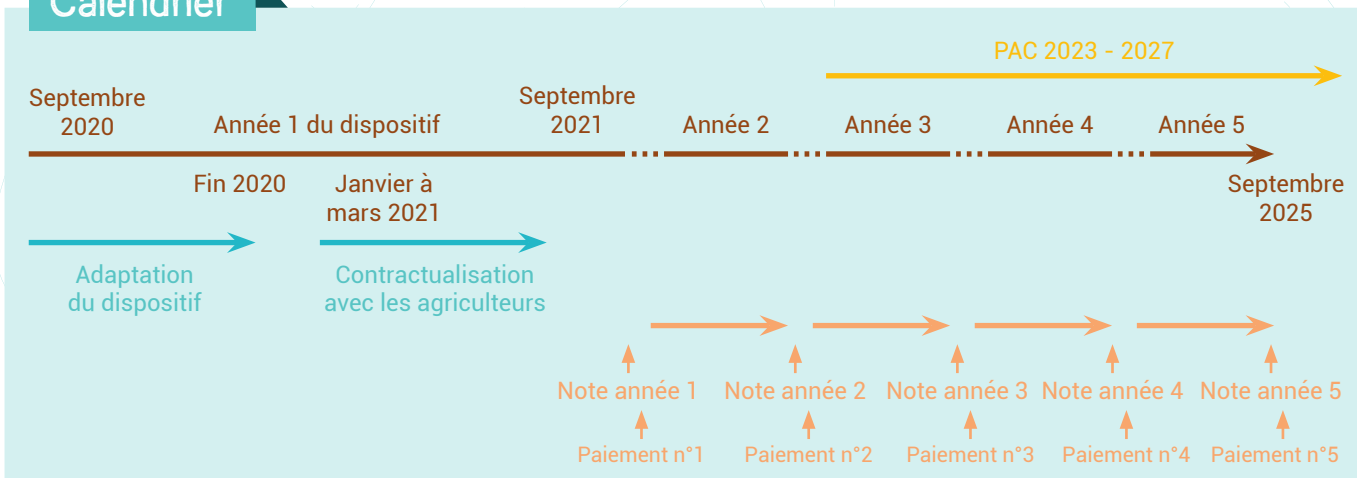 Calendrier
PAC 2023 - 2027
Septembre
2020
Année 1 du dispositif
Septembre
2021
Année 2
Année 3
Année 4
Année 5
Fin 2020
Janvier à
mars 2021
Septembre
2025
Adaptation
du dispositif
Contractualisation
avec les agriculteurs
Note année 1
Note année 2
Note année 3
Note année 4
Note année 5
Paiement n°1
Paiement n°2
Paiement n°3
Paiement n°4
Paiement n°5